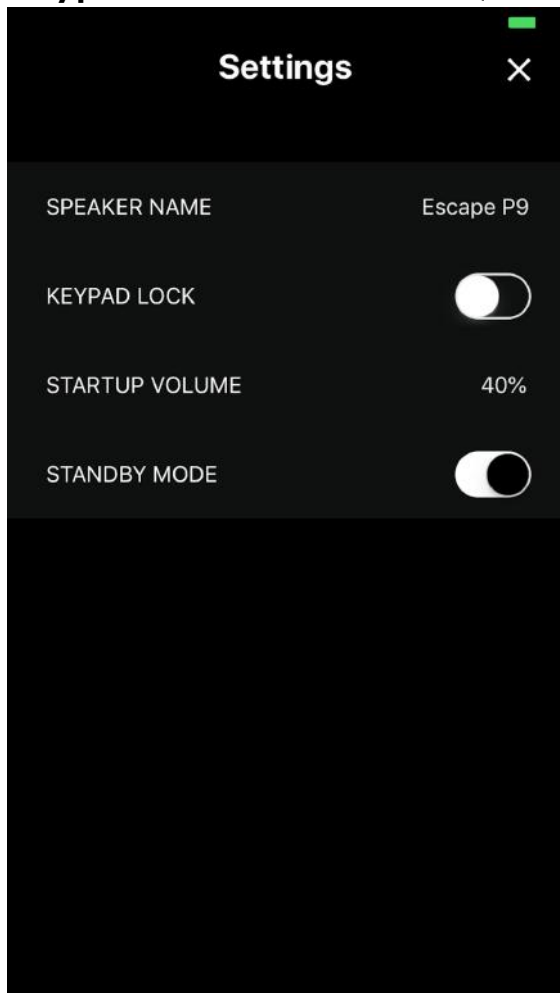 Settings
SPEAKER NAME Escape P9
KEYPAD LOCK
STARTUP VOLUME 40%
STANDBY MODE